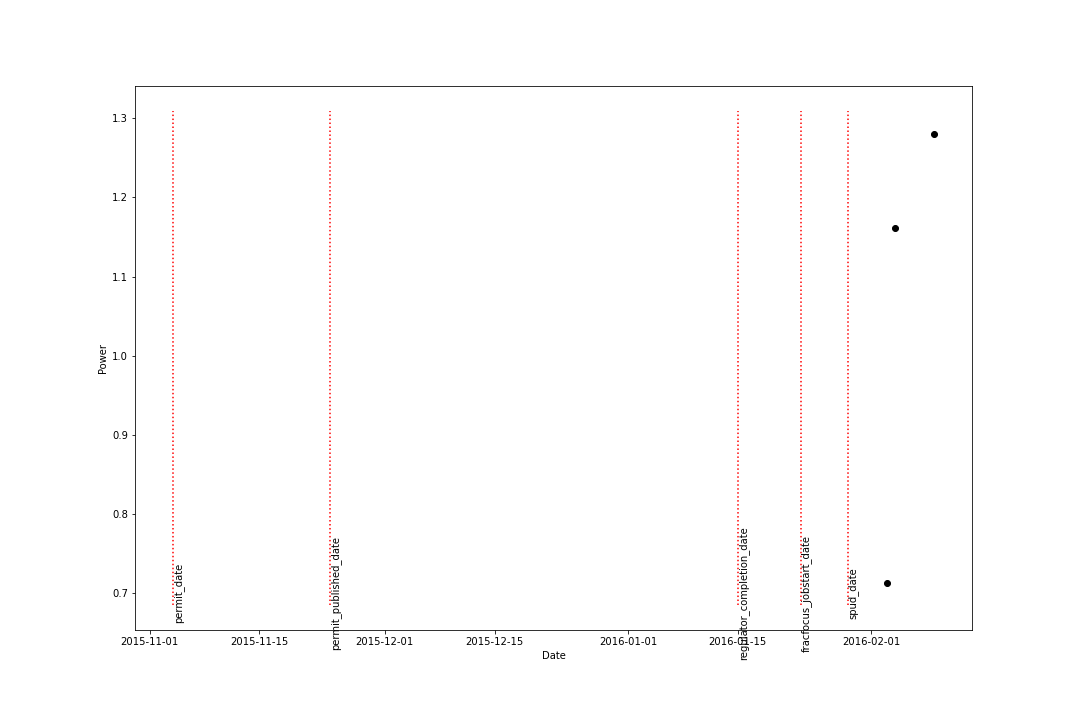 1.3
1.2
1.1
1.0
0.9
0.8
0.7
Power
permit_date
permit_published_date
regulator_completion_date
fracfocus_jobstart_date
spud_date
2015-11-01
2015-11-15
2015-12-01
2015-12-15
2016-01-01
2016-01-15
2016-02-01
Date